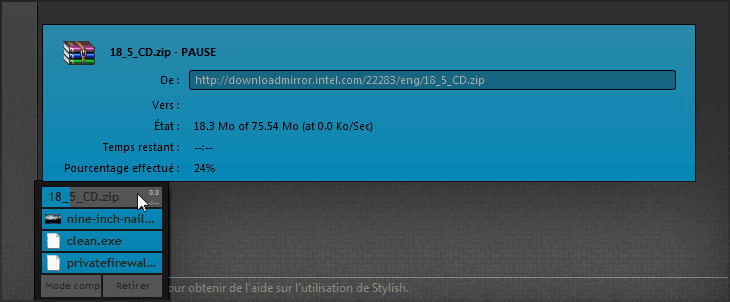 18_5_CD.zip - PAUSE
De : http://downloadmirror.intel.com/22283/eng/18_5_CD.zip
Vers :
État : 18.3 Mo of 75.54 Mo (at 0.0 Ko/Sec)
Temps restant : --:--
Pourcentage effectué : 24%
18_5_CD.zip 0.0
--:--
nine-inch-nail...
clean.exe
privatefirewal...
Mode comp Retirer
our obtenir de l'aide sur l'utilisation de Stylish.